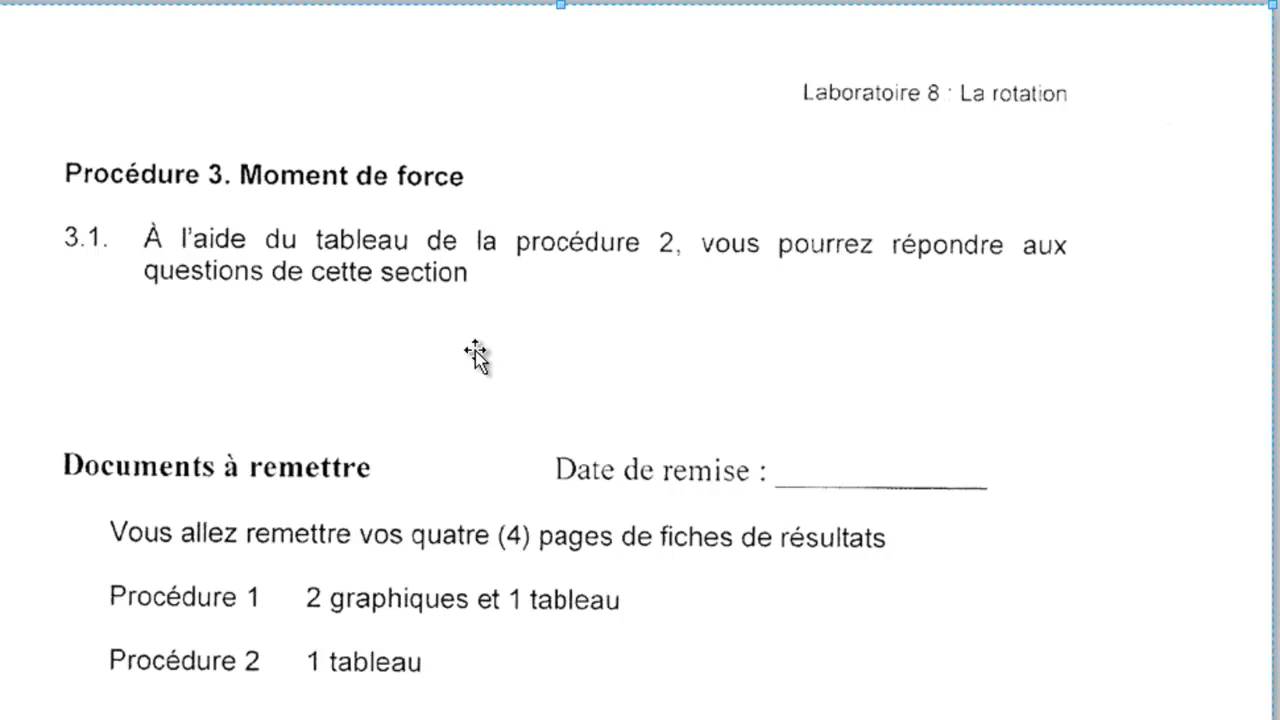 Laboratoire 8 : La rotation
Procédure 3. Moment de force
3.1. À l'aide du tableau de la procédure 2, vous pourrez répondre aux
questions de cette section
Documents à remettre Date de remise : ____________
Vous allez remettre vos quatre (4) pages de fiches de résultats
Procédure 1 2 graphiques et 1 tableau
Procédure 2 1 tableau